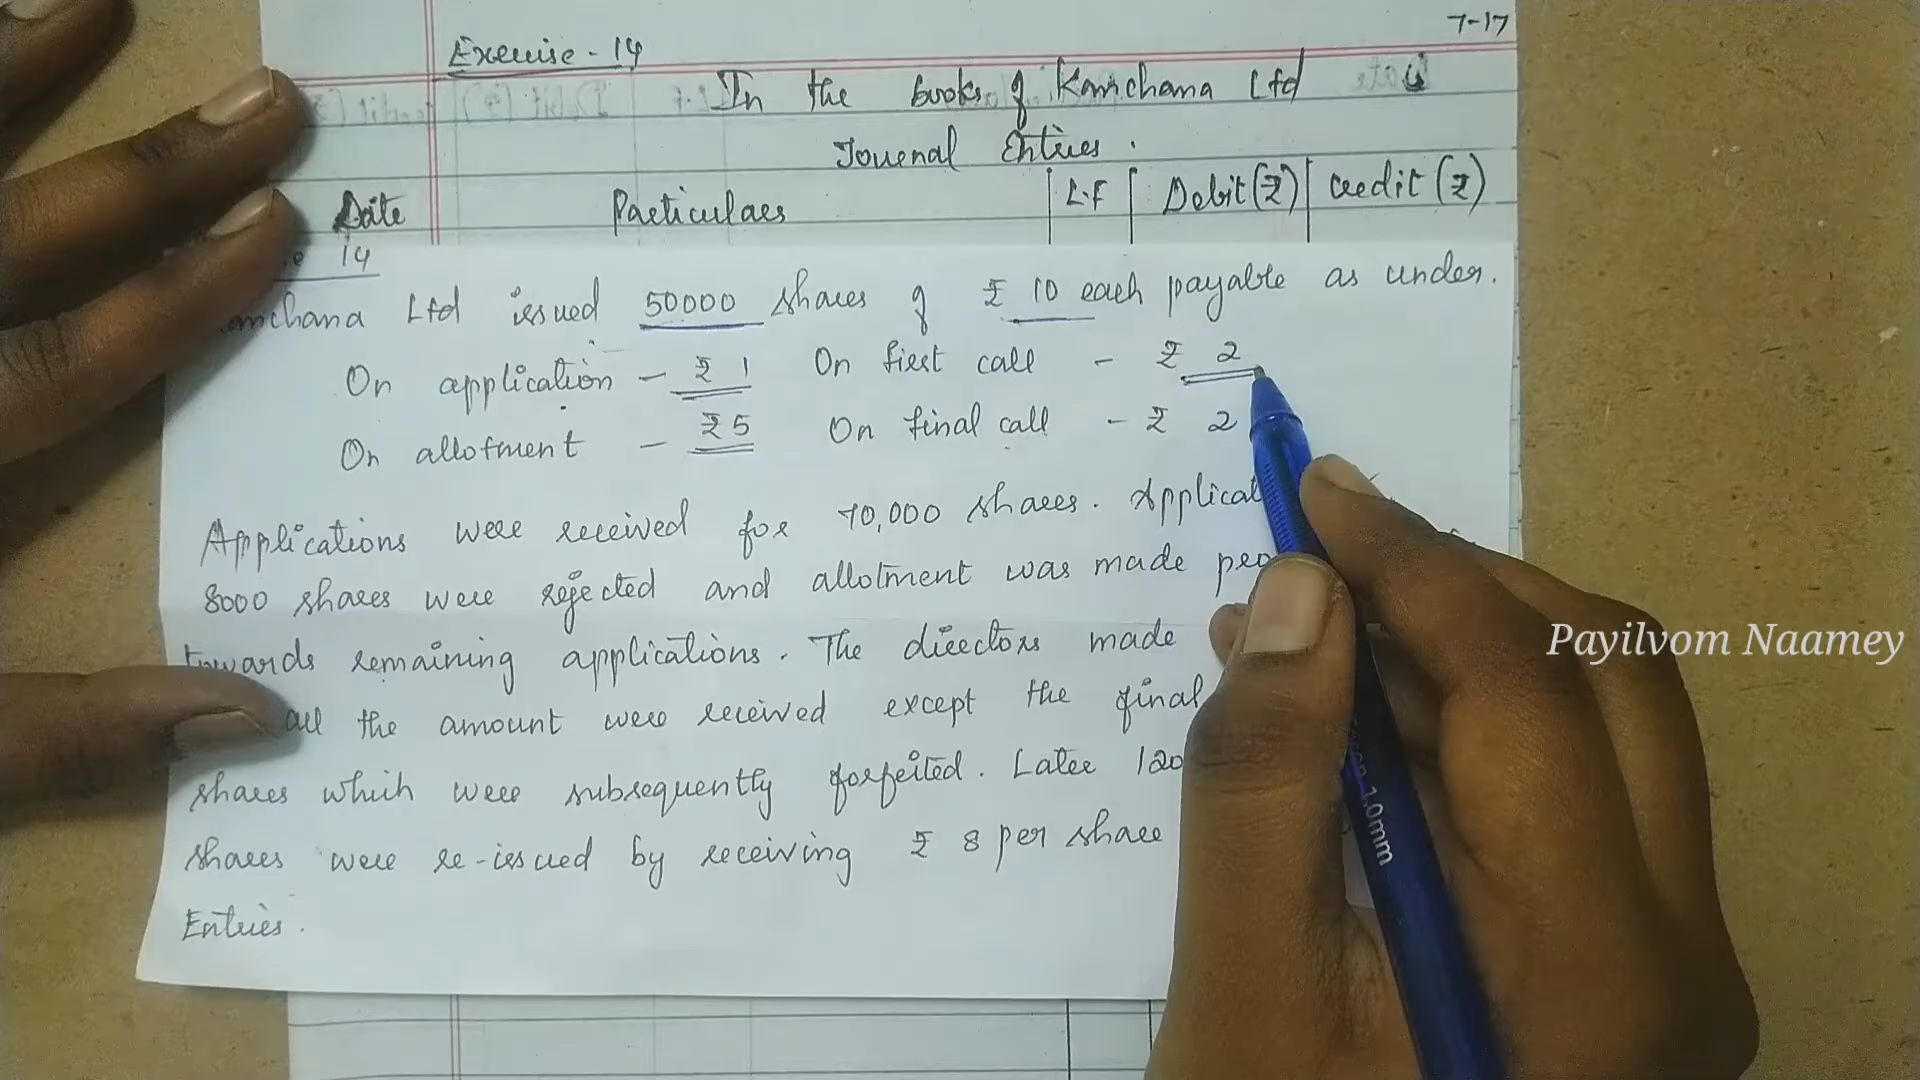 7-17
Exercise - 14
In the books of Kanchana Ltd
Journal Entries.
Date Particulars L.F Debit (₹) credit (₹)
14
Ltd issued 50000 shares of ₹ 10 each payable as under.
On application - ₹ 1 On first call - ₹ 2
On allotment - ₹5 On final call - ₹ 2
Applications were received for 70,000 shares.
8000 shares were rejected and allotment was made
towards remaining applications. The directors made
all the amount were received except the final
shares which were subsequently forfeited. Later
shares were re-issued by receiving ₹ 8 per share
Entries.
Payilvom Naamey
1.0mm